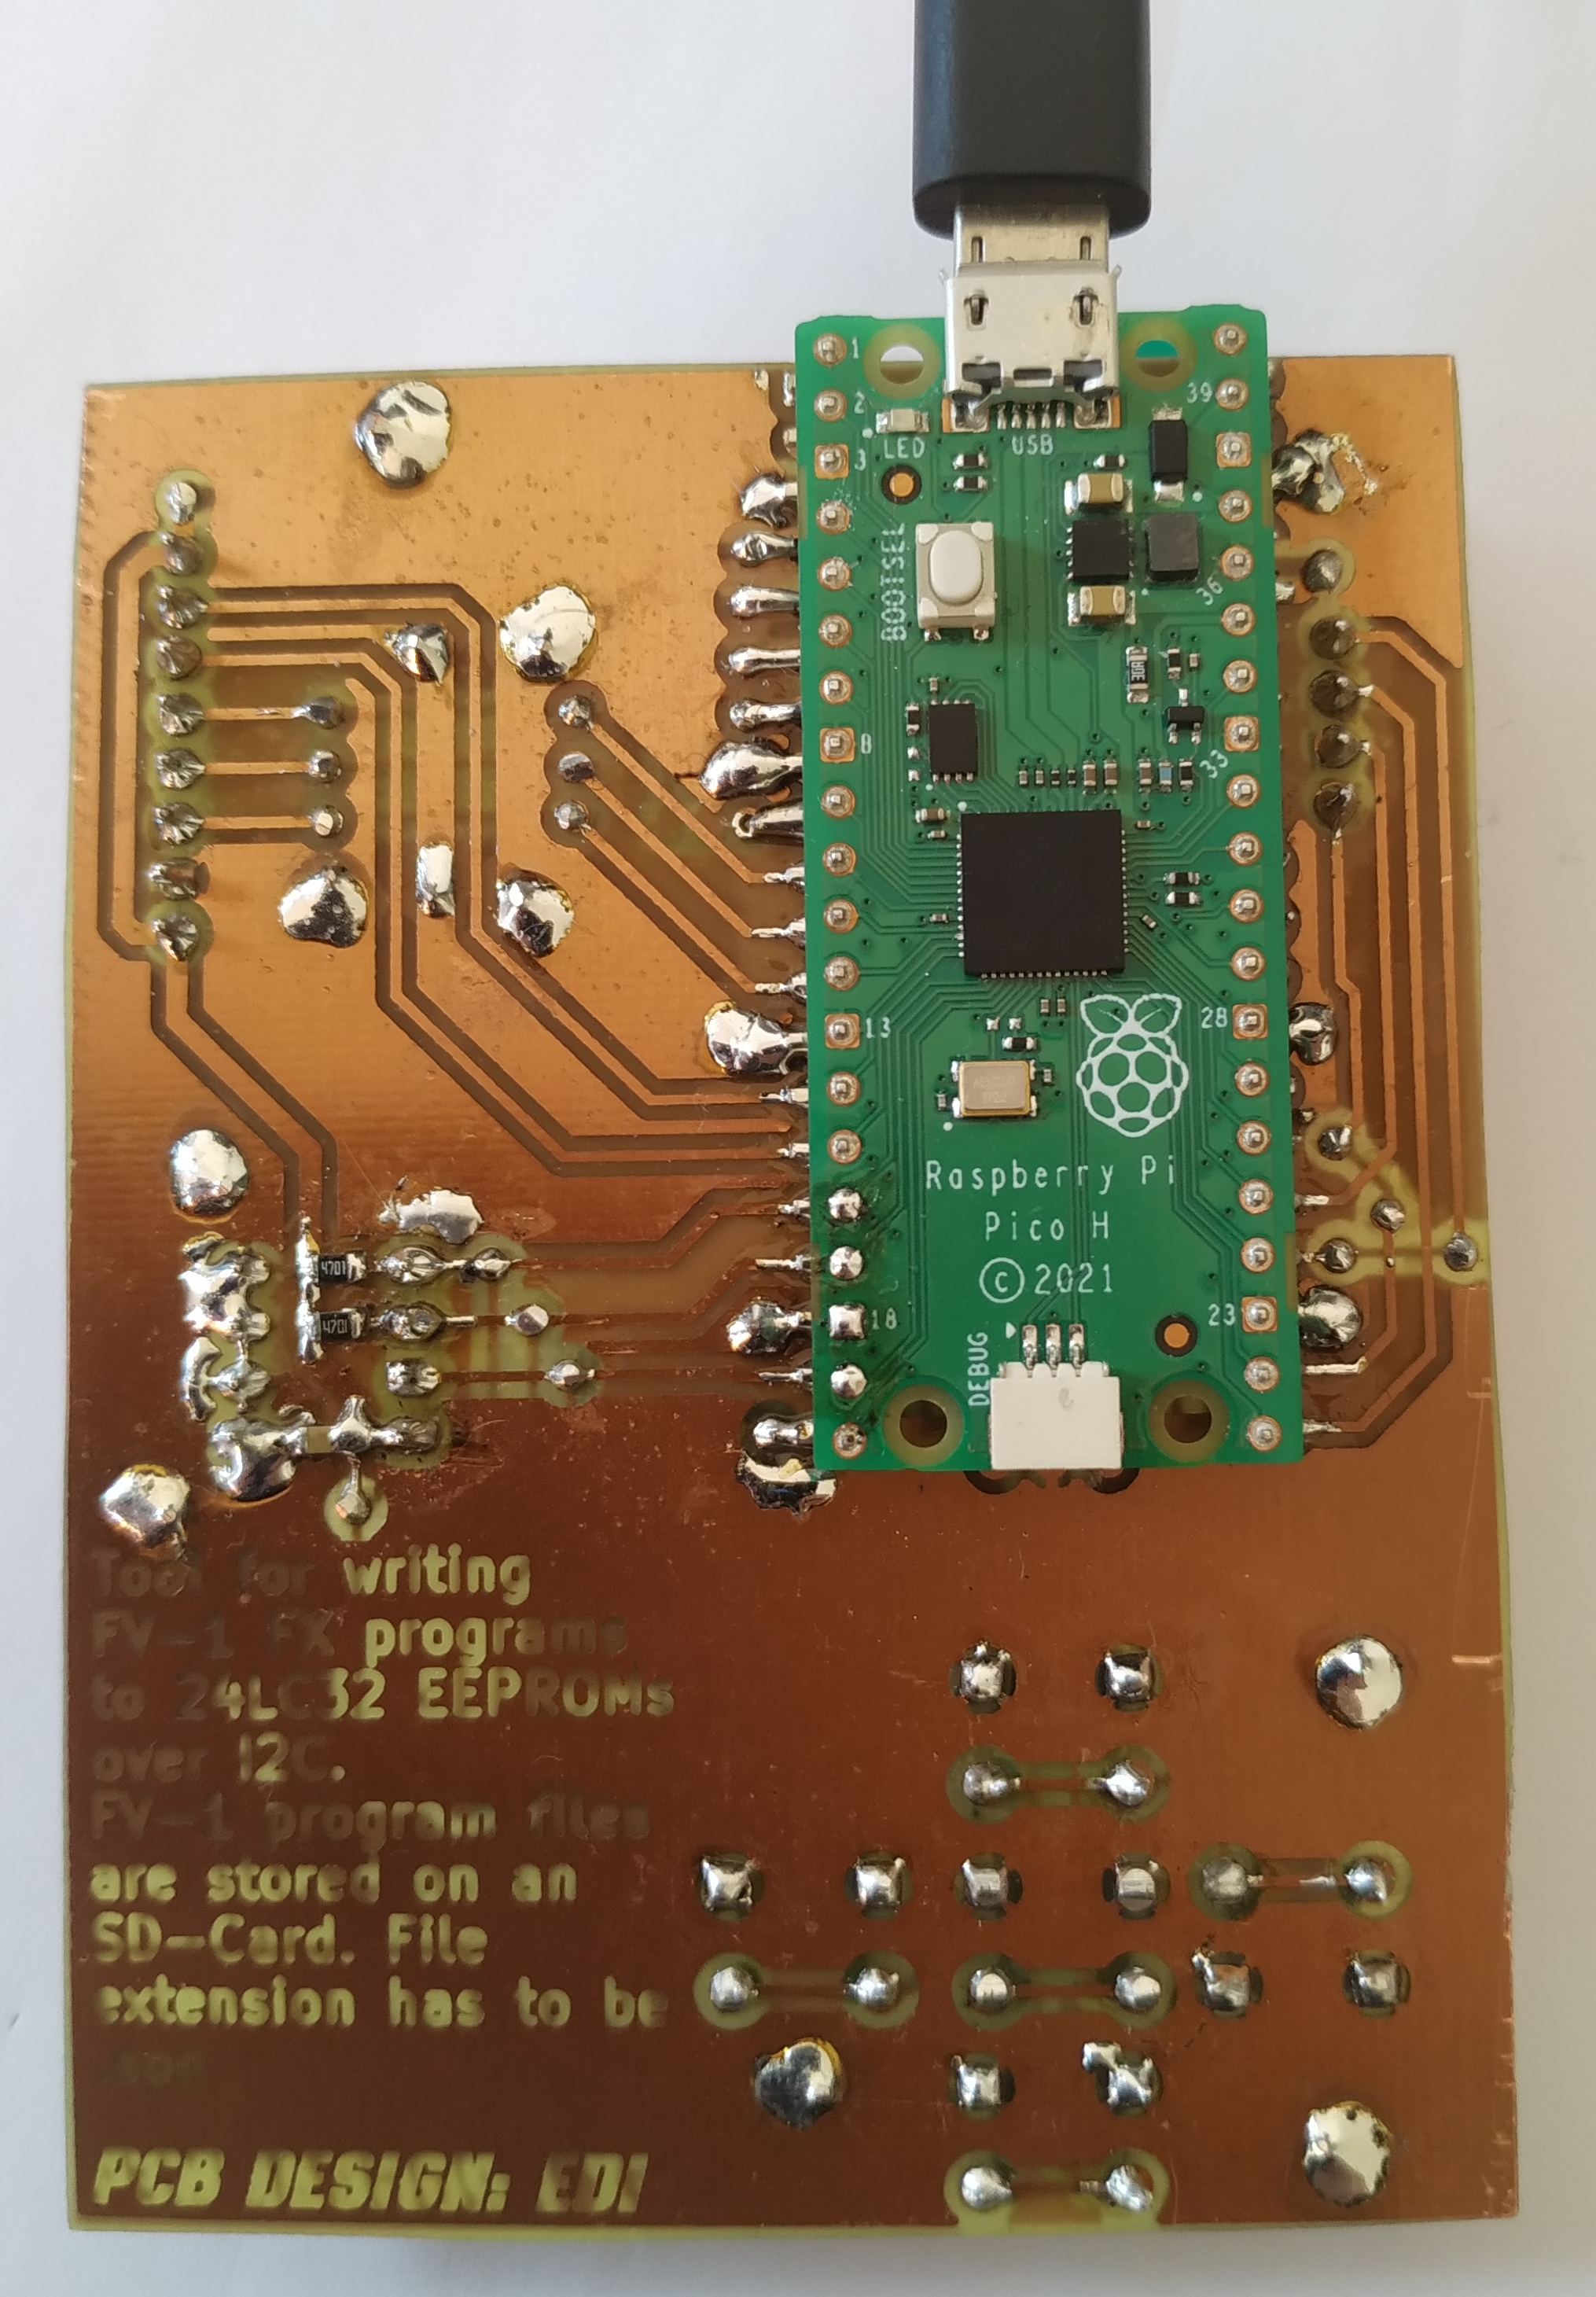 1
2
39
3
LED
USB
BOOTSEL
36
3R3
8
33
13
28
Raspberry Pi
Pico H
© 2021
4701
4701
18
23
DEBUG
Tool for writing
FV-1 FX programs
to 24LC32 EEPROMs
over I2C.
FV-1 program files
are stored on an
SD-Card. File
extension has to be
PCB DESIGN: EDI